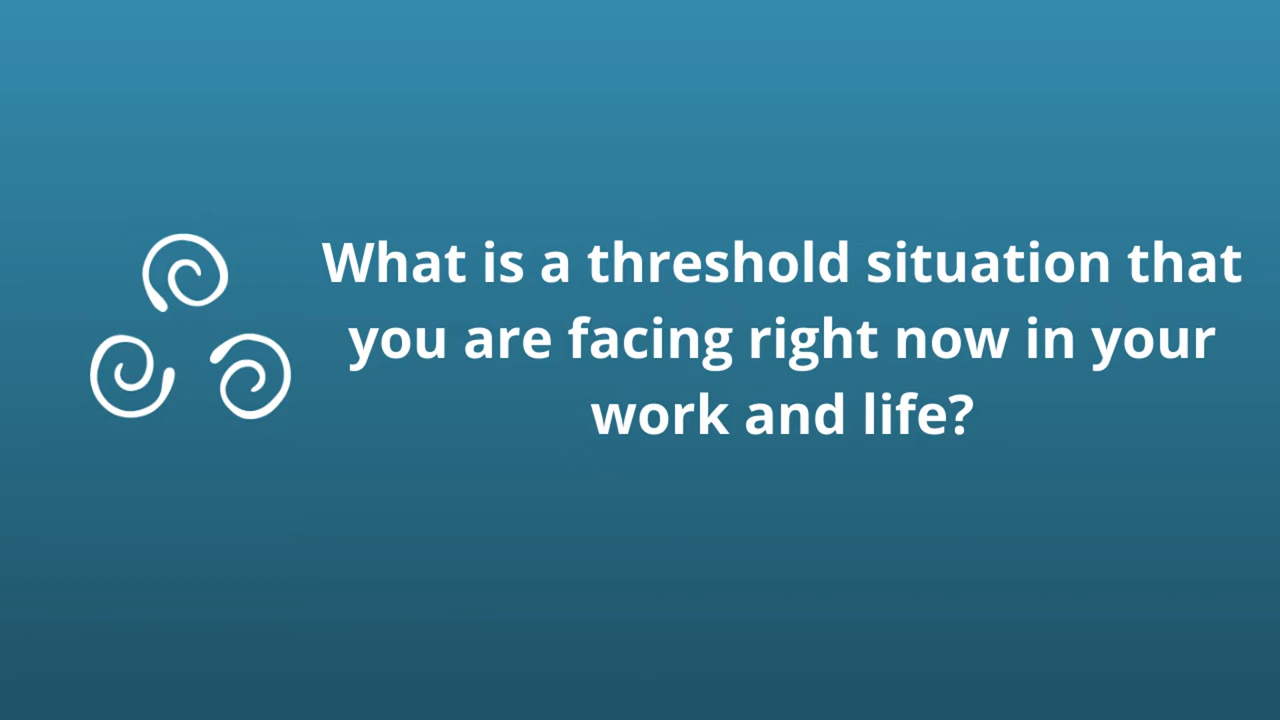 What is a threshold situation that
you are facing right now in your
work and life?